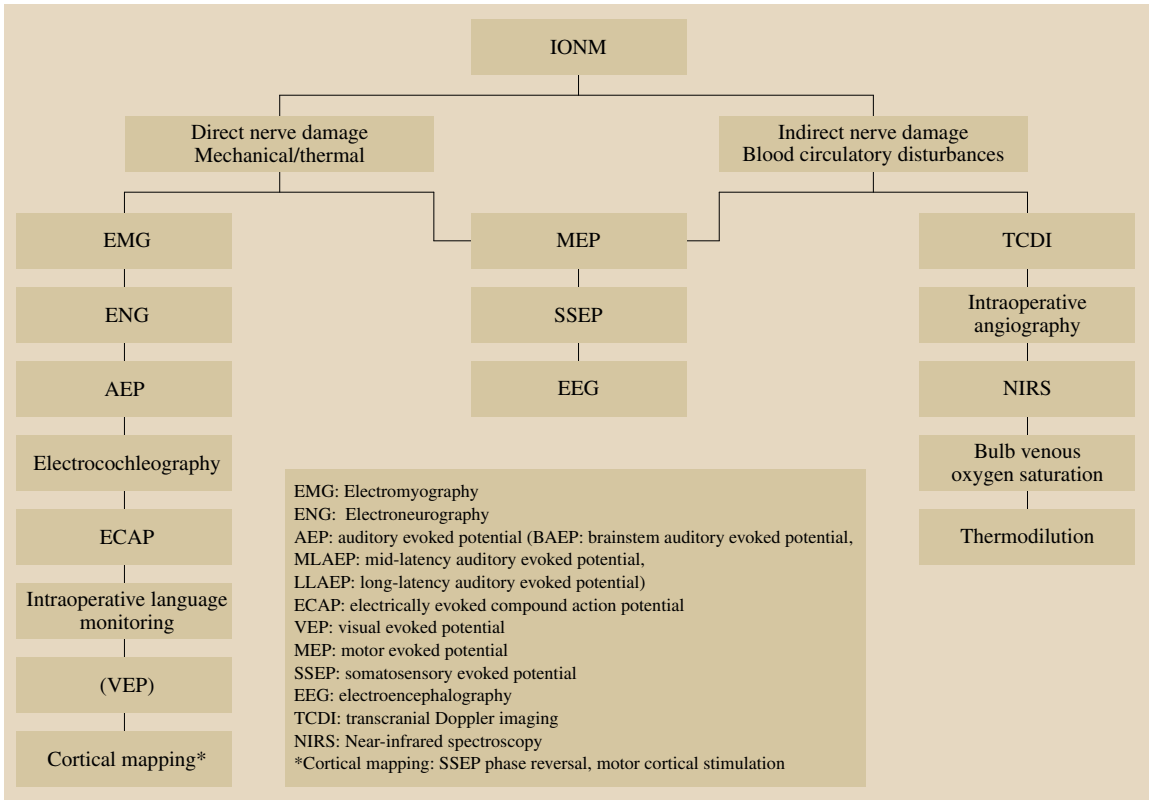 IONM
Direct nerve damage
Mechanical/thermal
Indirect nerve damage
Blood circulatory disturbances
EMG
ENG
AEP
Electrocochleography
ECAP
Intraoperative language
monitoring
(VEP)
Cortical mapping*
MEP
SSEP
EEG
TCDI
Intraoperative
angiography
NIRS
Bulb venous
oxygen saturation
Thermodilution
EMG: Electromyography
ENG: Electroneurography
AEP: auditory evoked potential (BAEP: brainstem auditory evoked potential,
MLAEP: mid-latency auditory evoked potential,
LLAEP: long-latency auditory evoked potential)
ECAP: electrically evoked compound action potential
VEP: visual evoked potential
MEP: motor evoked potential
SSEP: somatosensory evoked potential
EEG: electroencephalography
TCDI: transcranial Doppler imaging
NIRS: Near-infrared spectroscopy
*Cortical mapping: SSEP phase reversal, motor cortical stimulation